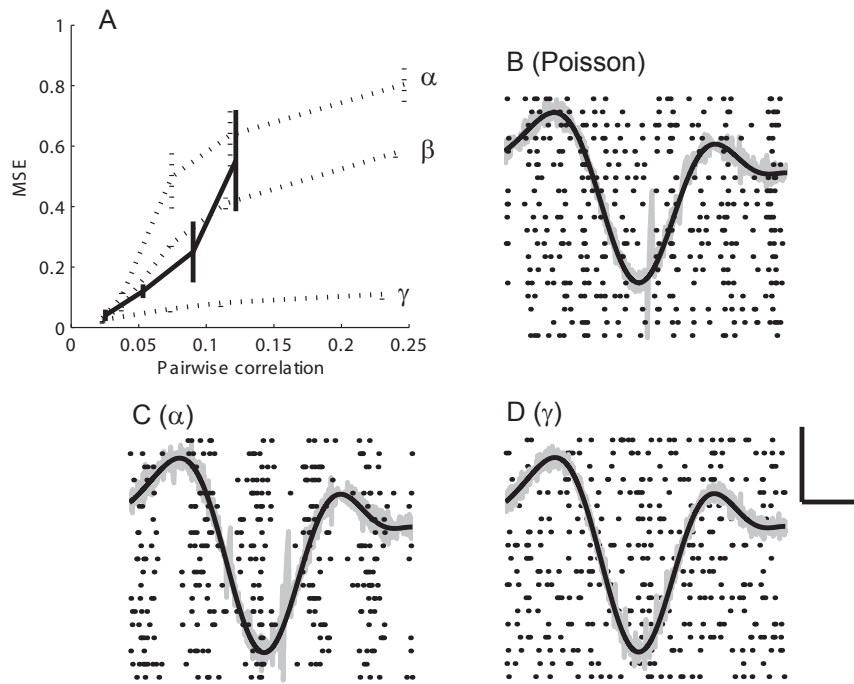 A
1
0.8
0.6
0.4
0.2
0
MSE
0 0.05 0.1 0.15 0.2 0.25
Pairwise correlation
α
β
γ
B (Poisson)
C (α)
D (γ)